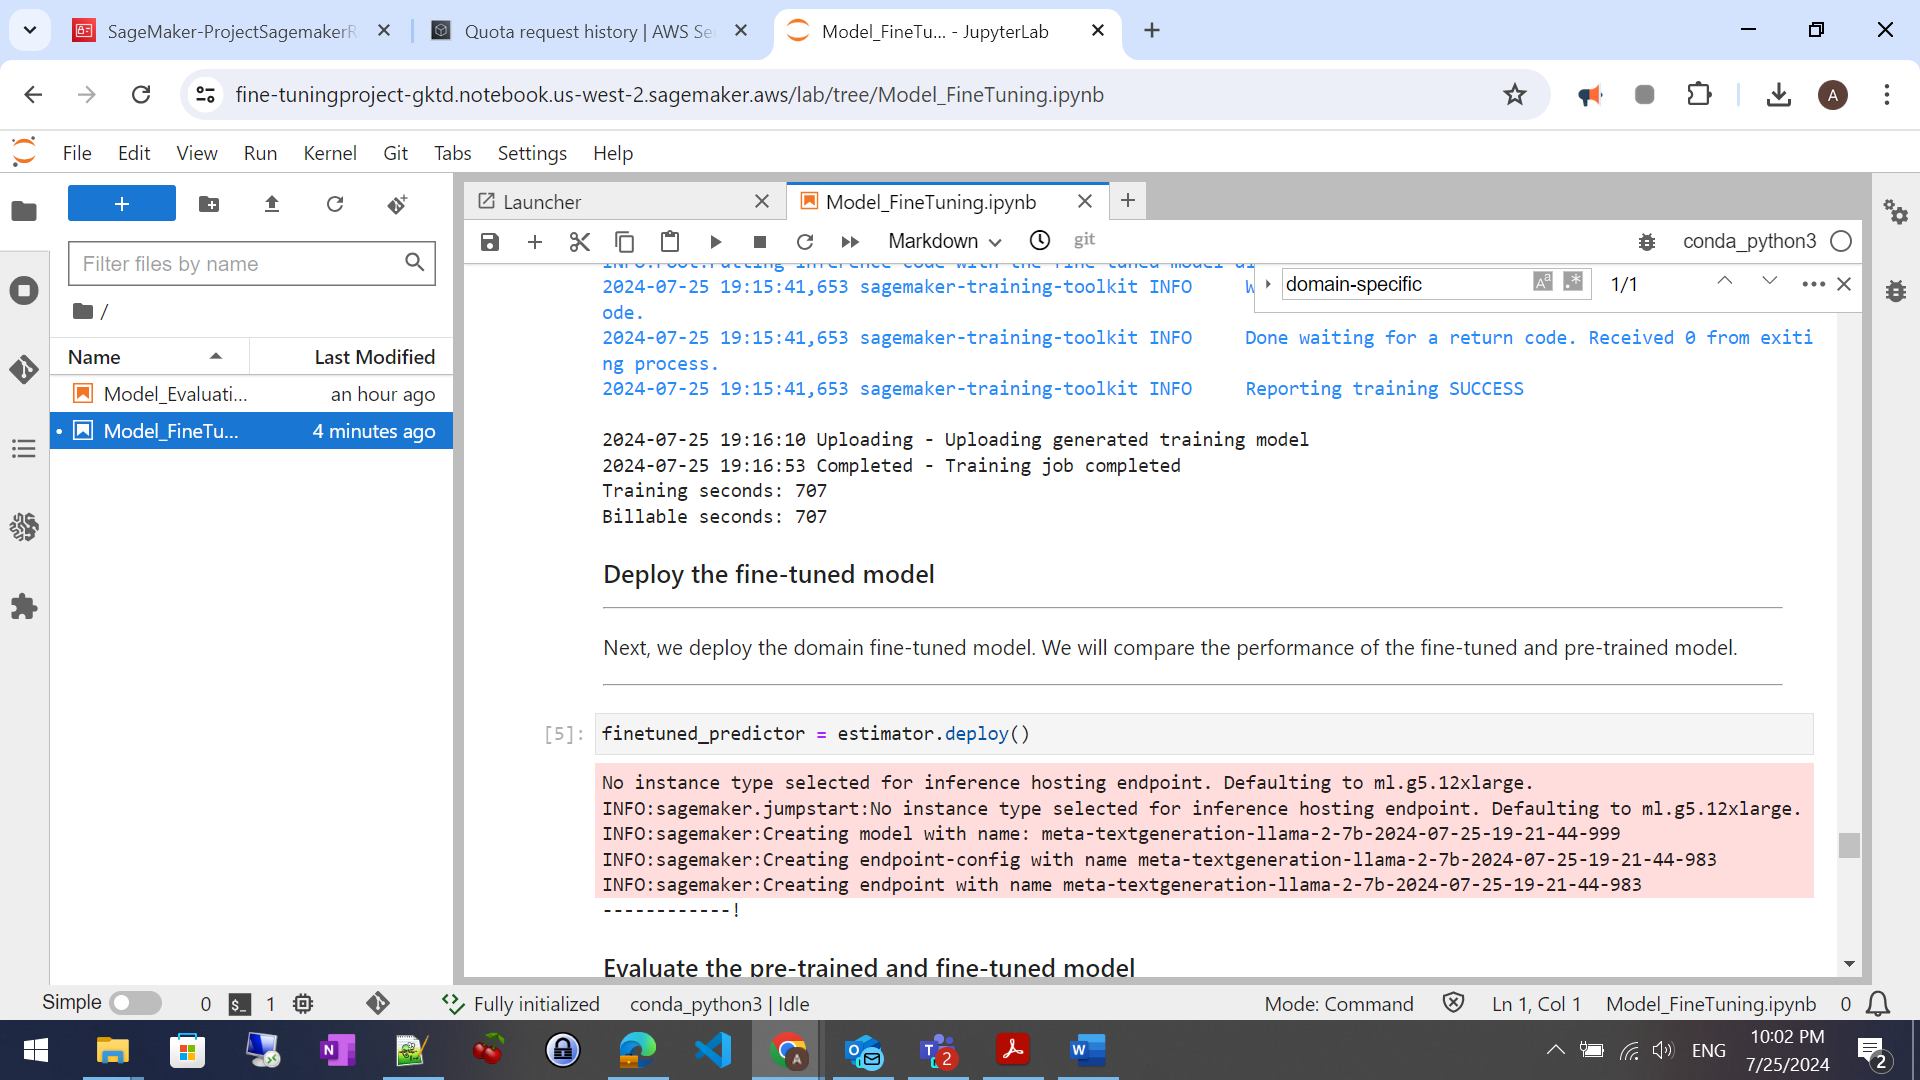 SageMaker-ProjectSagemakerR
Quota request history | AWS Se
Model_FineTu... - JupyterLab
fine-tuningproject-gktd.notebook.us-west-2.sagemaker.aws/lab/tree/Model_FineTuning.ipynb
A
File Edit View Run Kernel Git Tabs Settings Help
Launcher
Model_FineTuning.ipynb
Markdown
git
conda_python3
Filter files by name
/
Name
Last Modified
Model_Evaluati...
an hour ago
Model_FineTu...
4 minutes ago
domain-specific
1/1
2024-07-25 19:15:41,653 sagemaker-training-toolkit INFO     W
ode.
2024-07-25 19:15:41,653 sagemaker-training-toolkit INFO     Done waiting for a return code. Received 0 from exiti
ng process.
2024-07-25 19:15:41,653 sagemaker-training-toolkit INFO     Reporting training SUCCESS
2024-07-25 19:16:10 Uploading - Uploading generated training model
2024-07-25 19:16:53 Completed - Training job completed
Training seconds: 707
Billable seconds: 707
Deploy the fine-tuned model
Next, we deploy the domain fine-tuned model. We will compare the performance of the fine-tuned and pre-trained model.
[5]: finetuned_predictor = estimator.deploy()
No instance type selected for inference hosting endpoint. Defaulting to ml.g5.12xlarge.
INFO:sagemaker.jumpstart:No instance type selected for inference hosting endpoint. Defaulting to ml.g5.12xlarge.
INFO:sagemaker:Creating model with name: meta-textgeneration-llama-2-7b-2024-07-25-19-21-44-999
INFO:sagemaker:Creating endpoint-config with name meta-textgeneration-llama-2-7b-2024-07-25-19-21-44-983
INFO:sagemaker:Creating endpoint with name meta-textgeneration-llama-2-7b-2024-07-25-19-21-44-983
------------!
Evaluate the pre-trained and fine-tuned model
Simple
0
1
Fully initialized
conda_python3 | Idle
Mode: Command
Ln 1, Col 1
Model_FineTuning.ipynb
0
ENG
10:02 PM
7/25/2024
2
2